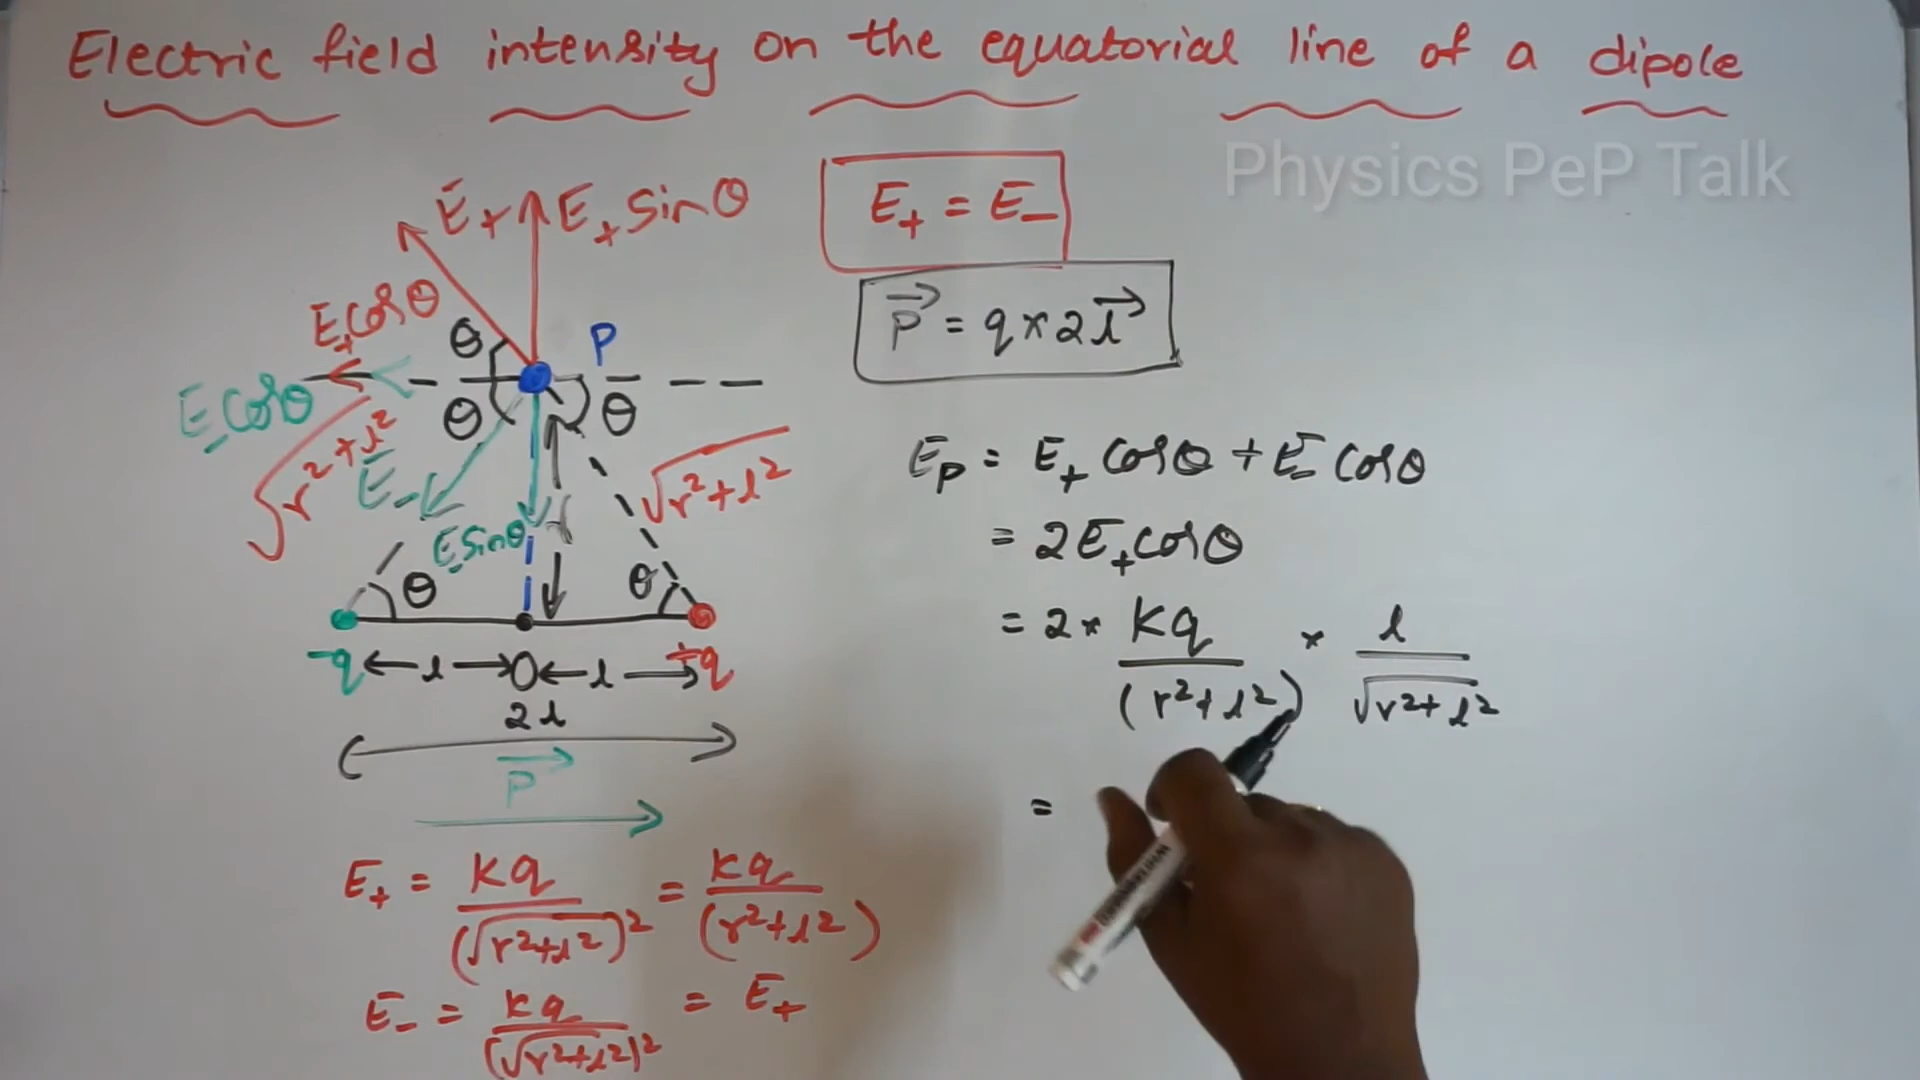 Electric field intensity on the equatorial line of a dipole
Physics PeP Talk
E₊ E₊ sinθ
E₊cosθ
θ P
E₋cosθ
θ θ
√r²+l²
E₋
√r²+l²
E₋sinθ
θ θ
-q l O l +q
2l
P⃗
E₊ = Kq/(√r²+l²)² = Kq/(r²+l²)
E₋ = Kq/(√r²+l²)² = E₊
E₊ = E₋
P⃗ = q×2l⃗
E_P = E₊ cosθ + E₋ cosθ
= 2E₊cosθ
= 2 × Kq/(r²+l²) × l/√r²+l²
=